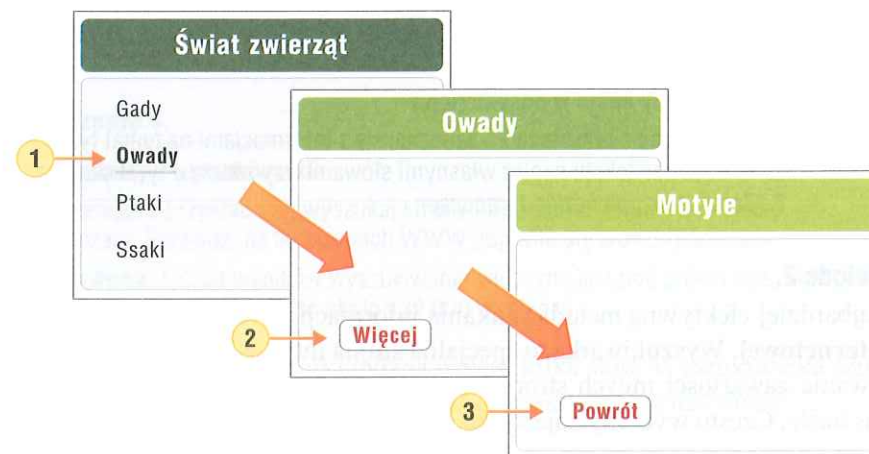 Świat zwierząt
Gady
1
Owady
Ptaki
Ssaki
Owady
2
Więcej
Motyle
3
Powrót